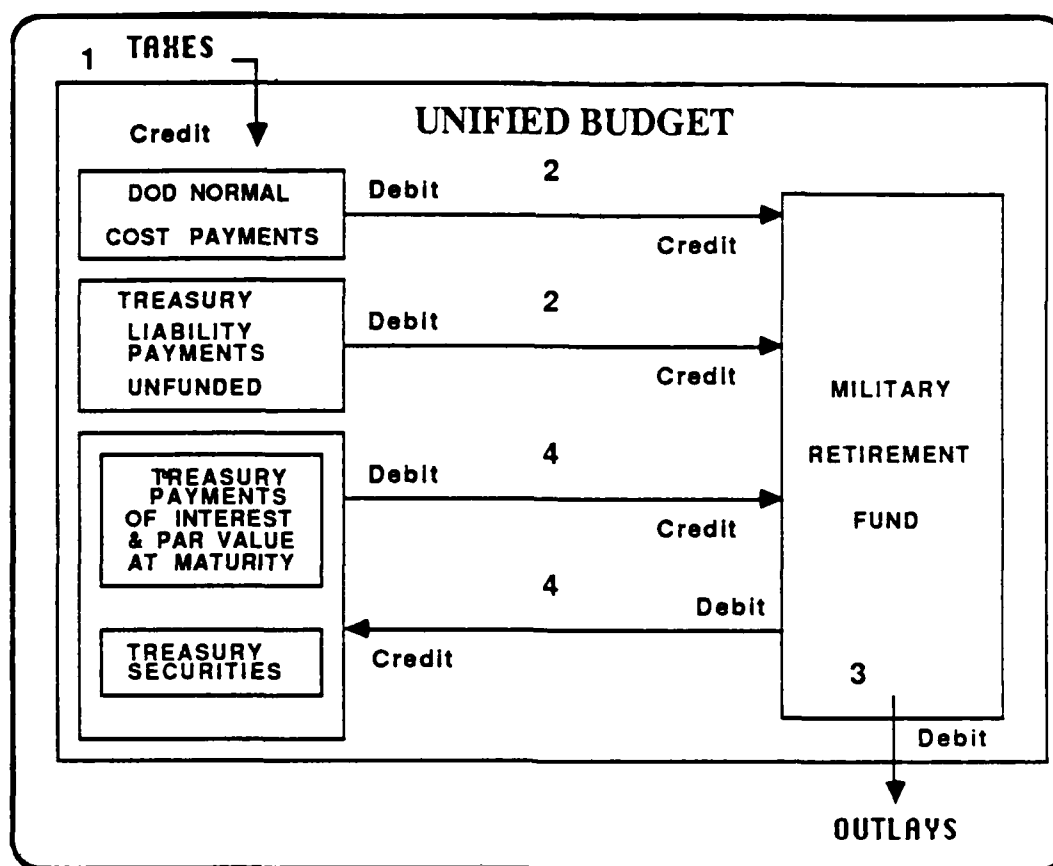 1 TAXES
UNIFIED BUDGET
Credit
DOD NORMAL
COST PAYMENTS
Debit
2
Credit
TREASURY
LIABILITY
PAYMENTS
UNFUNDED
Debit
2
Credit
TREASURY
PAYMENTS
OF INTEREST
& PAR VALUE
AT MATURITY
Debit
4
Credit
4
Debit
Credit
TREASURY
SECURITIES
MILITARY
RETIREMENT
FUND
3
Debit
OUTLAYS